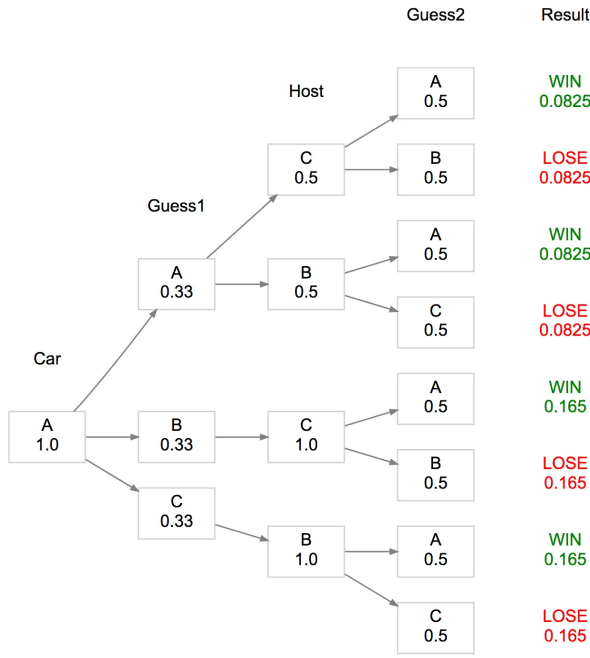 Guess2
Result
Host
A
0.5
WIN
0.0825
C
0.5
B
0.5
LOSE
0.0825
Guess1
A
0.5
WIN
0.0825
A
0.33
B
0.5
C
0.5
LOSE
0.0825
Car
A
0.5
WIN
0.165
A
1.0
B
0.33
C
1.0
B
0.5
LOSE
0.165
C
0.33
B
1.0
A
0.5
WIN
0.165
C
0.5
LOSE
0.165